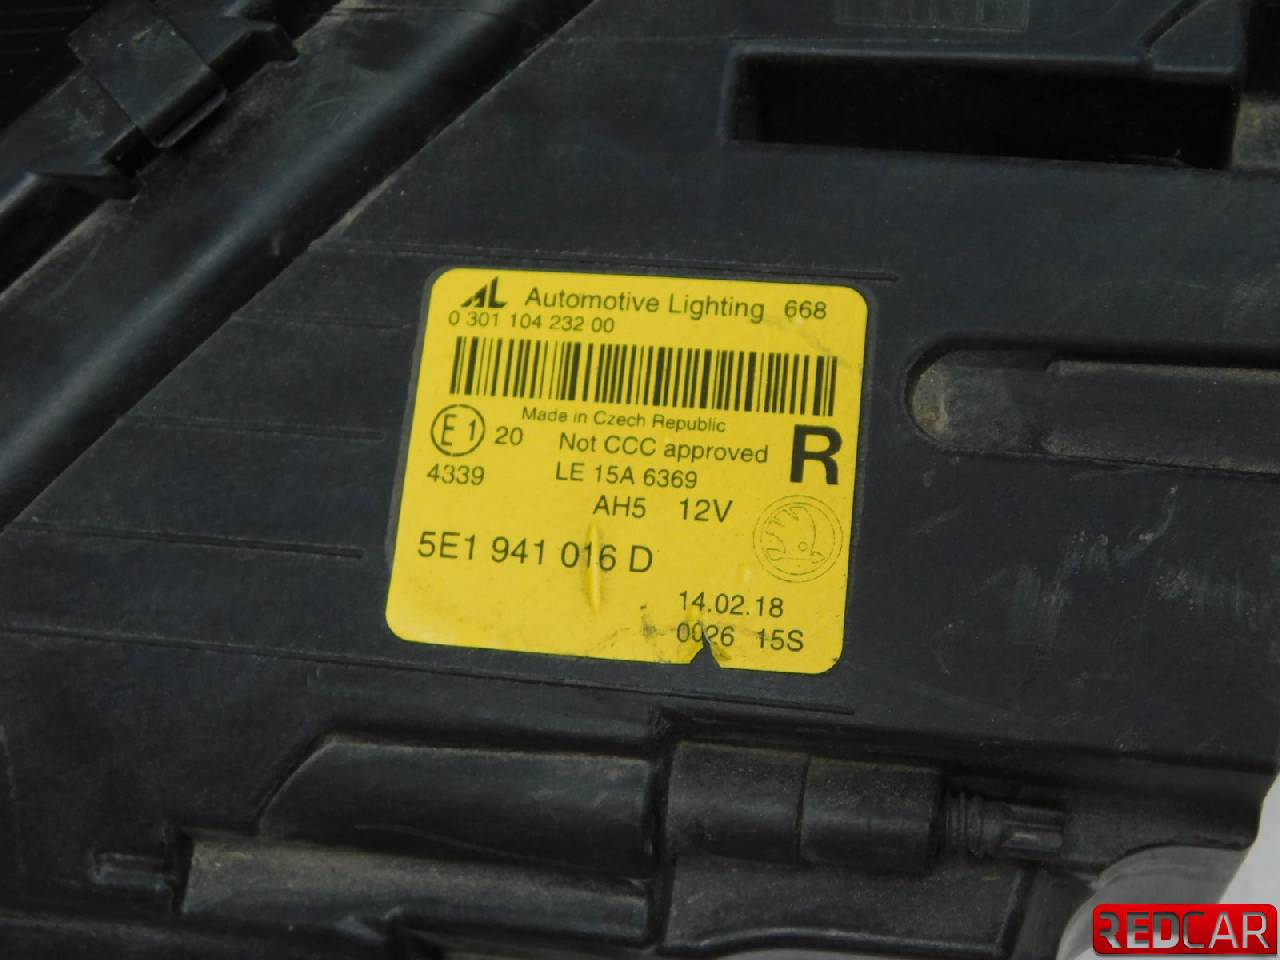 AL Automotive Lighting 668
0 301 104 232 00
Made in Czech Republic
E1 20 Not CCC approved R
4339 LE 15A 6369
AH5 12V
5E1 941 016 D
14.02.18
0026 15S
REDCAR